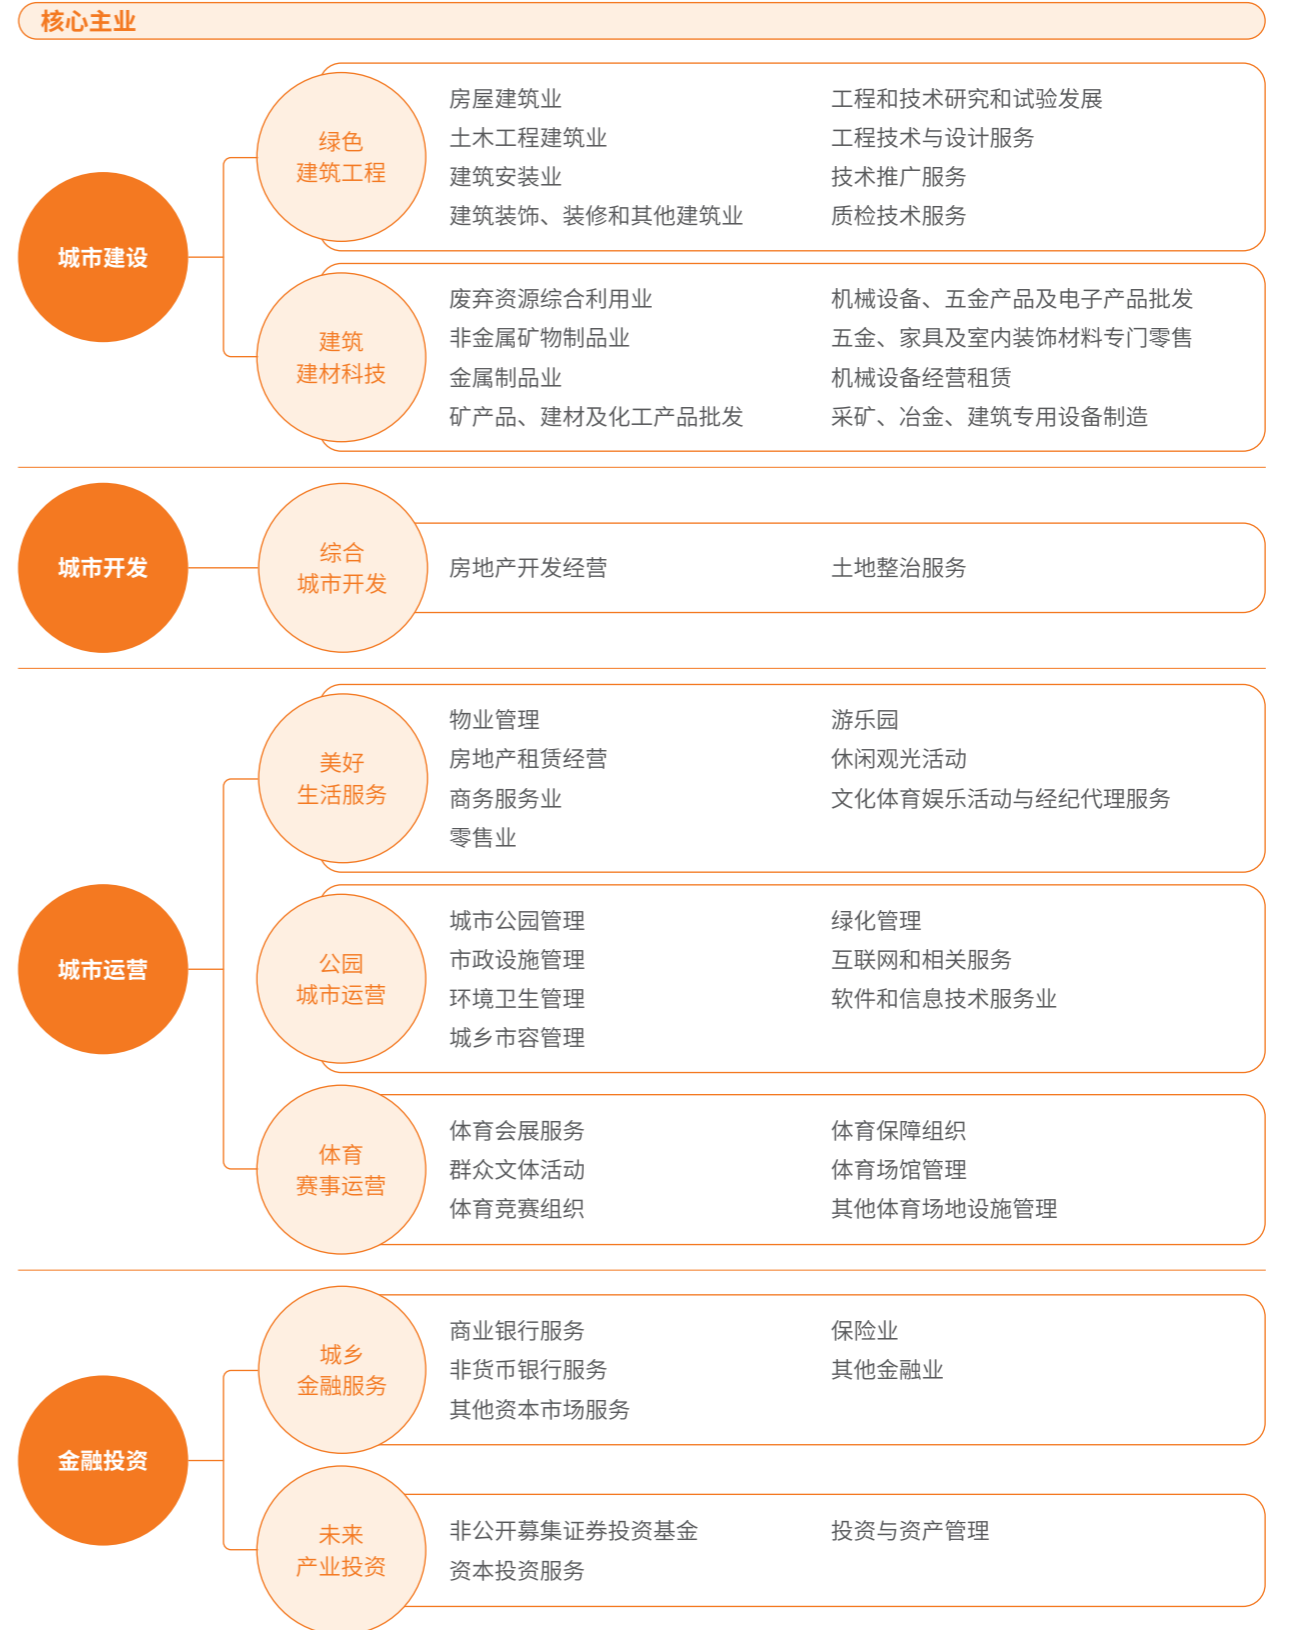 核心主业
城市建设
绿色
建筑工程
房屋建筑业
土木工程建筑业
建筑安装业
建筑装饰、装修和其他建筑业
工程和技术研究和试验发展
工程技术与设计服务
技术推广服务
质检技术服务
建筑
建材科技
废弃资源综合利用业
非金属矿物制品业
金属制品业
矿产品、建材及化工产品批发
机械设备、五金产品及电子产品批发
五金、家具及室内装饰材料专门零售
机械设备经营租赁
采矿、冶金、建筑专用设备制造
城市开发
综合
城市开发
房地产开发经营
土地整治服务
城市运营
美好
生活服务
物业管理
房地产租赁经营
商务服务业
零售业
游乐园
休闲观光活动
文化体育娱乐活动与经纪代理服务
公园
城市运营
城市公园管理
市政设施管理
环境卫生管理
城乡市容管理
绿化管理
互联网和相关服务
软件和信息技术服务业
体育
赛事运营
体育会展服务
群众文体活动
体育竞赛组织
体育保障组织
体育场馆管理
其他体育场地设施管理
金融投资
城乡
金融服务
商业银行服务
非货币银行服务
其他资本市场服务
保险业
其他金融业
未来
产业投资
非公开募集证券投资基金
资本投资服务
投资与资产管理